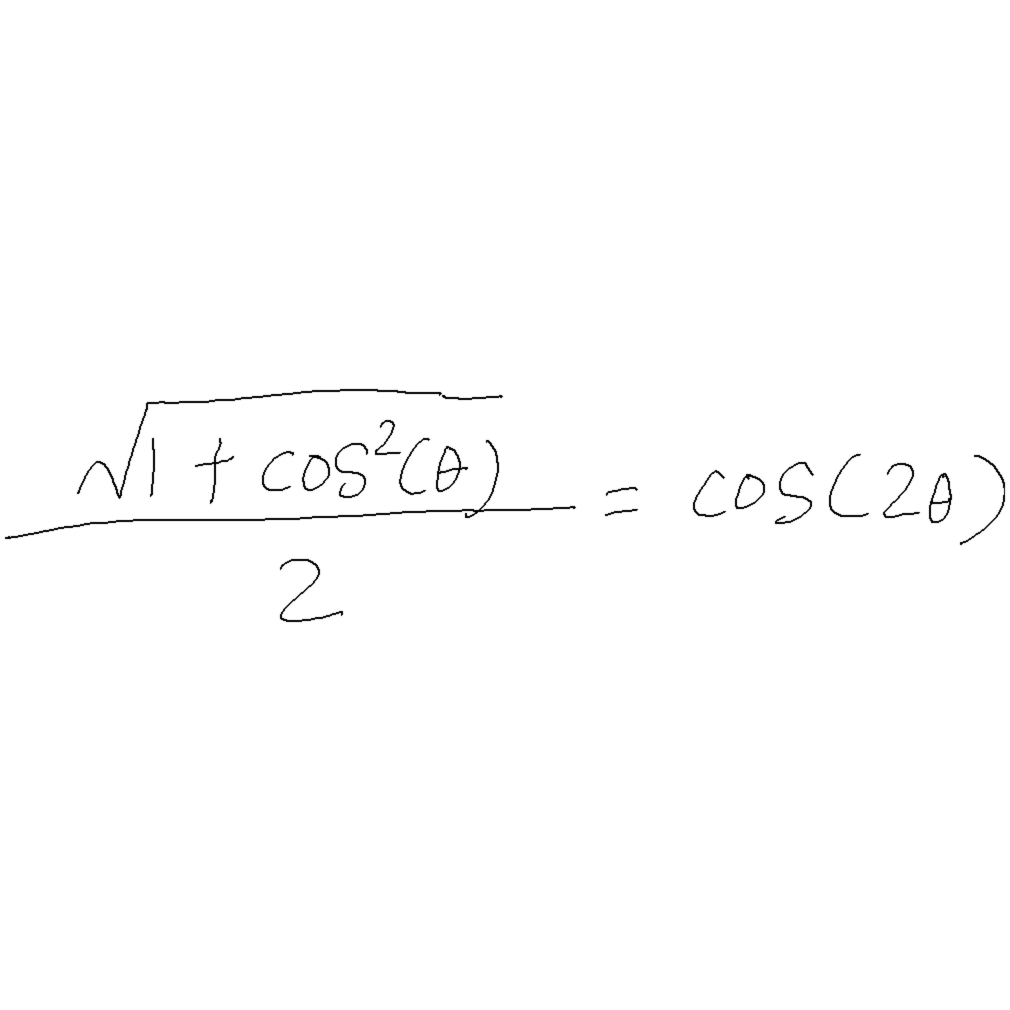 √(1 + cos²(θ)) / 2 = cos(2θ)